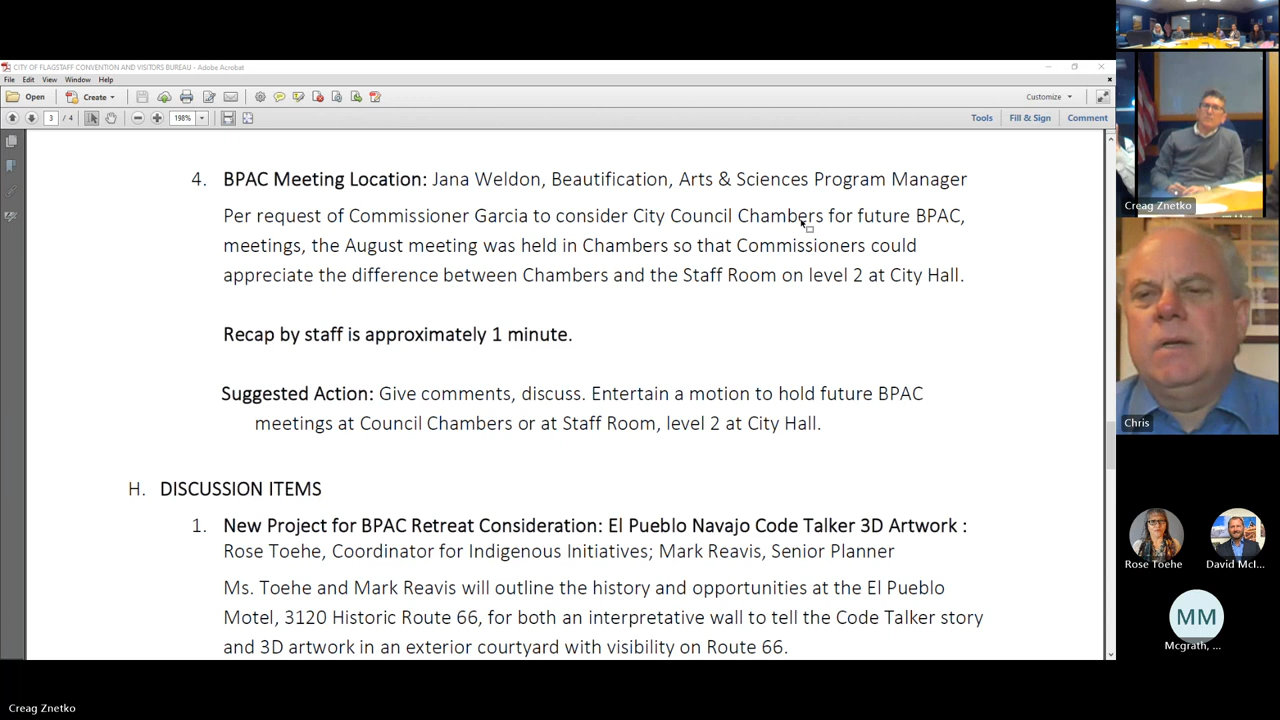 CITY OF FLAGSTAFF CONVENTION AND VISITORS BUREAU - Adobe Acrobat
File Edit View Window Help
Open Create Customize
3 / 4 198% Tools Fill & Sign Comment
4. BPAC Meeting Location: Jana Weldon, Beautification, Arts & Sciences Program Manager
Per request of Commissioner Garcia to consider City Council Chambers for future BPAC,
meetings, the August meeting was held in Chambers so that Commissioners could
appreciate the difference between Chambers and the Staff Room on level 2 at City Hall.
Recap by staff is approximately 1 minute.
Suggested Action: Give comments, discuss. Entertain a motion to hold future BPAC
meetings at Council Chambers or at Staff Room, level 2 at City Hall.
H. DISCUSSION ITEMS
1. New Project for BPAC Retreat Consideration: El Pueblo Navajo Code Talker 3D Artwork :
Rose Toehe, Coordinator for Indigenous Initiatives; Mark Reavis, Senior Planner
Ms. Toehe and Mark Reavis will outline the history and opportunities at the El Pueblo
Motel, 3120 Historic Route 66, for both an interpretative wall to tell the Code Talker story
and 3D artwork in an exterior courtyard with visibility on Route 66.
Creag Znetko
Chris
Rose Toehe David McI...
MM
Mcgrath, ...
Creag Znetko